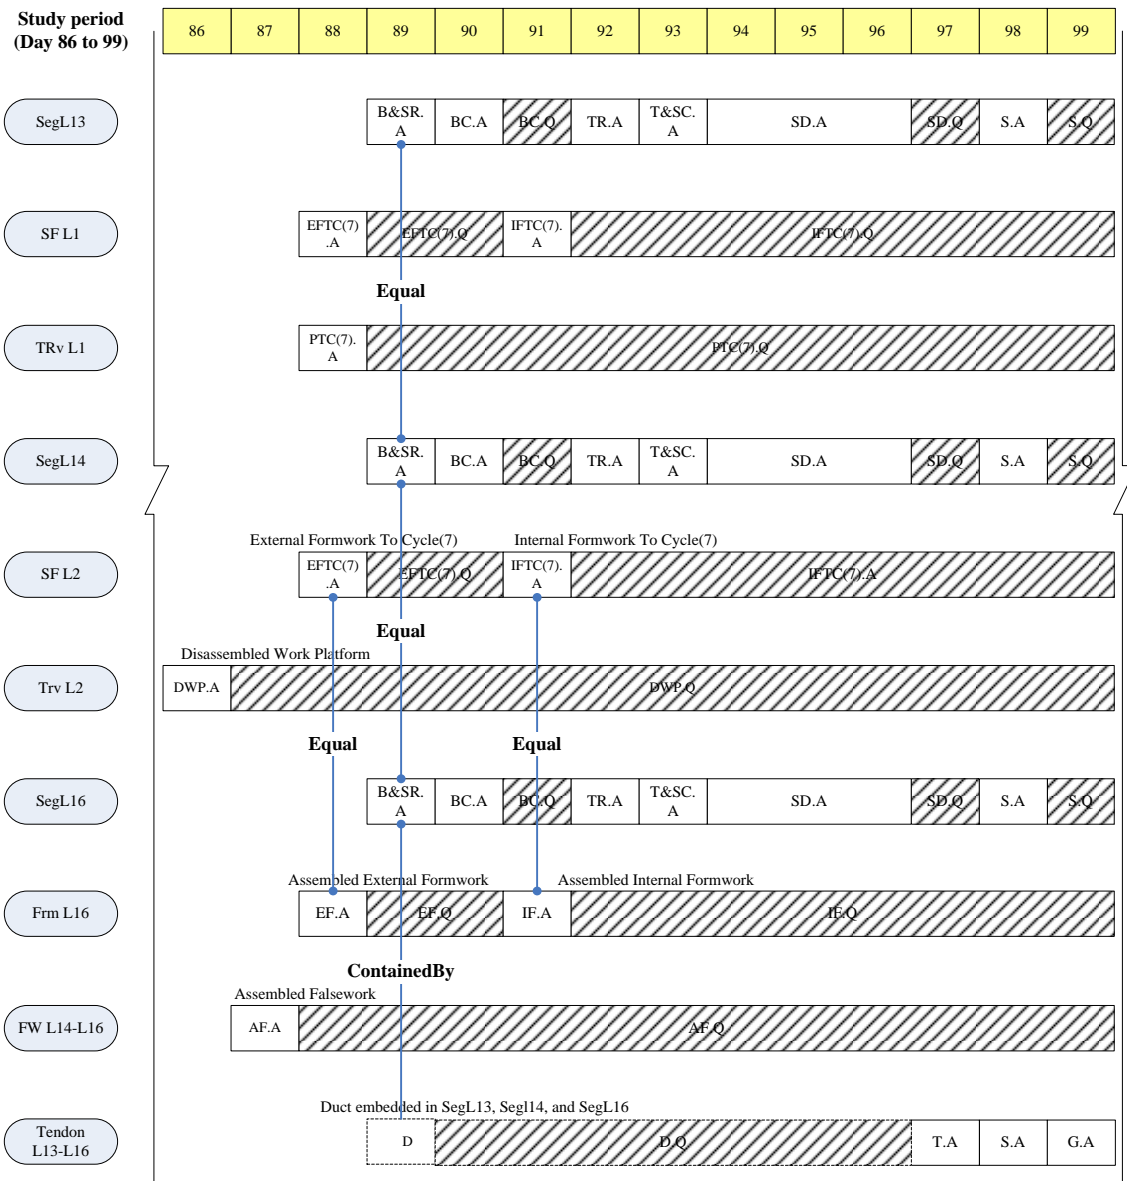 Study period
(Day 86 to 99)
86 87 88 89 90 91 92 93 94 95 96 97 98 99
SegL13
B&SR.
A
BC.A
BC.Q
TR.A
T&SC.
A
SD.A
SD.Q
S.A
S.Q
SF L1
EFTC(7)
.A
EFTC(7).Q
IFTC(7).
A
IFTC(7).Q
Equal
TRv L1
PTC(7).
A
PTC(7).Q
SegL14
B&SR.
A
BC.A
BC.Q
TR.A
T&SC.
A
SD.A
SD.Q
S.A
S.Q
External Formwork To Cycle(7)
Internal Formwork To Cycle(7)
SF L2
EFTC(7)
.A
EFTC(7).Q
IFTC(7).
A
IFTC(7).A
Equal
Disassembled Work Platform
Trv L2
DWP.A
DWP.Q
Equal
Equal
SegL16
B&SR.
A
BC.A
BC.Q
TR.A
T&SC.
A
SD.A
SD.Q
S.A
S.Q
Assembled External Formwork
Assembled Internal Formwork
Frm L16
EF.A
EF.Q
IF.A
IF.Q
ContainedBy
Assembled Falsework
FW L14-L16
AF.A
AF.Q
Duct embedded in SegL13, Segl14, and SegL16
Tendon
L13-L16
D
D.Q
T.A
S.A
G.A